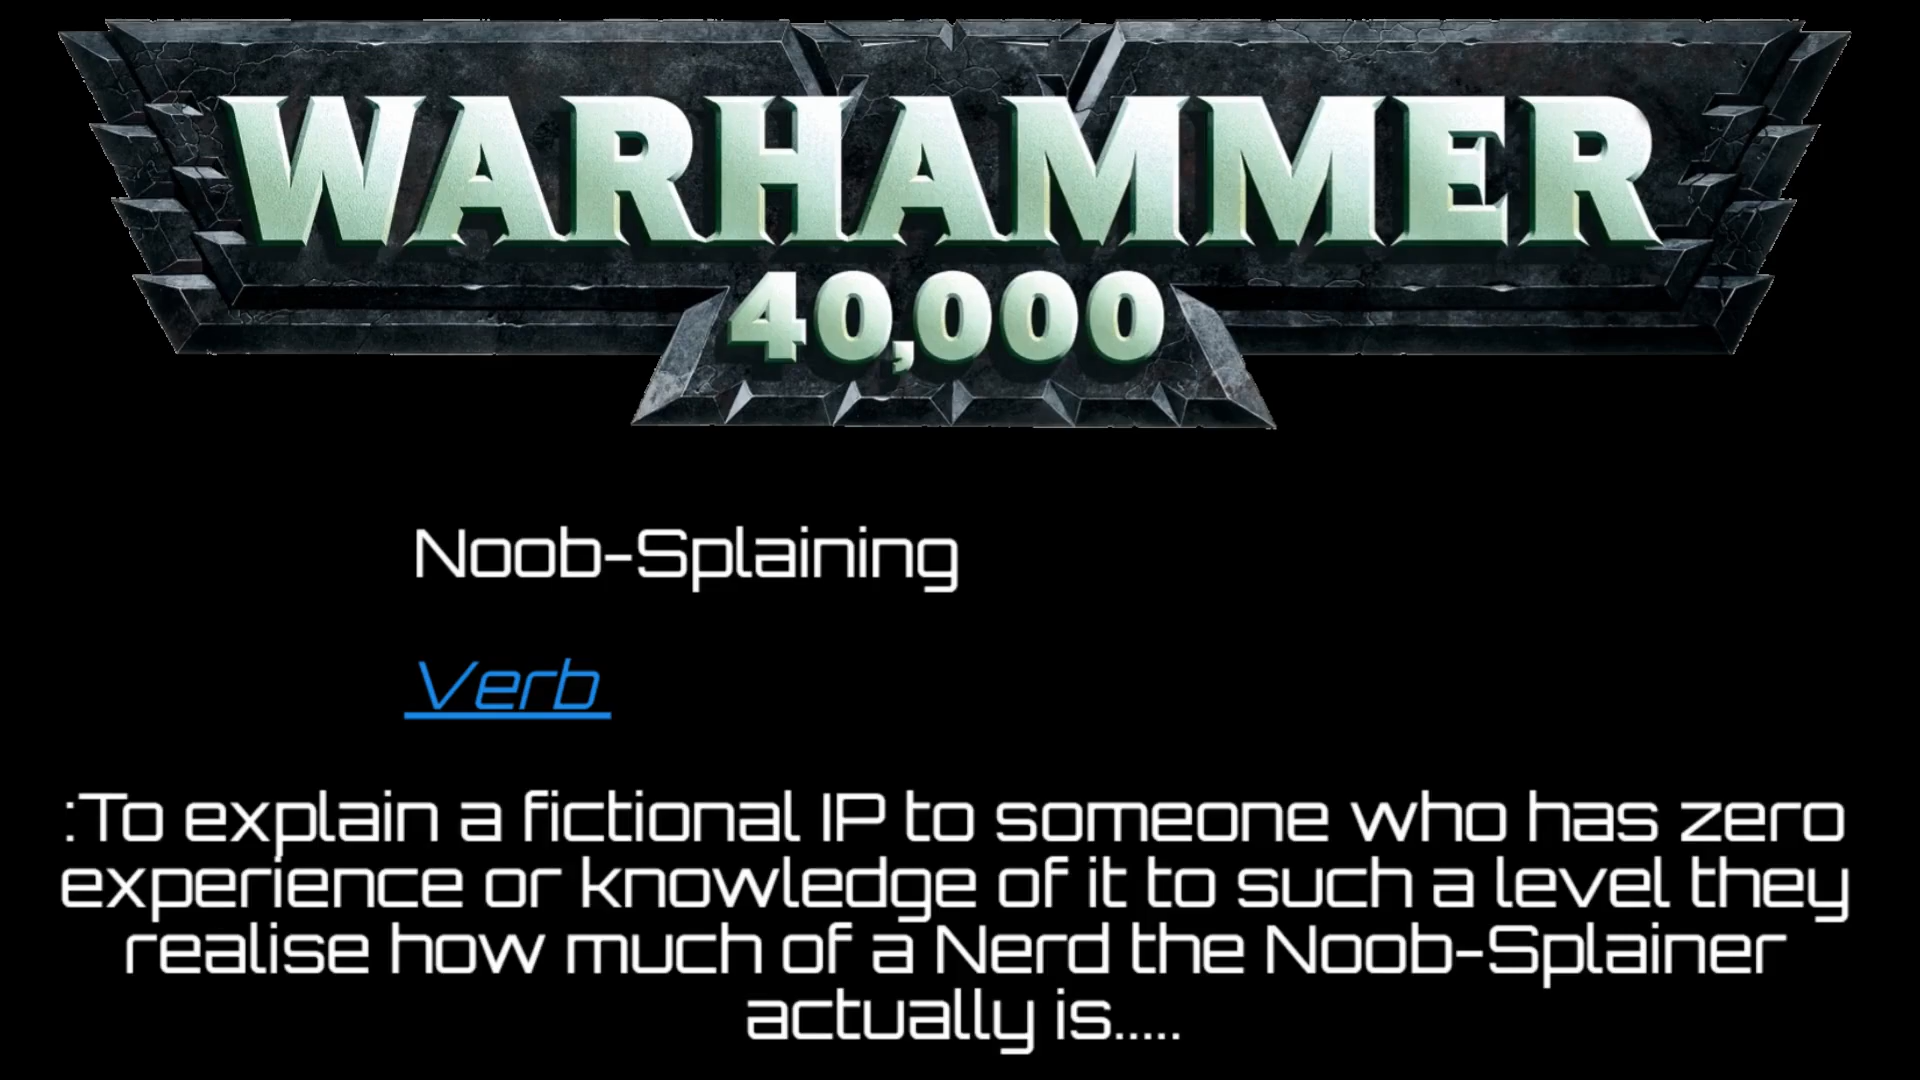 WARHAMMER
40,000
Noob-Splaining
Verb
:To explain a fictional IP to someone who has zero
experience or knowledge of it to such a level they
realise how much of a Nerd the Noob-Splainer
actually is.....